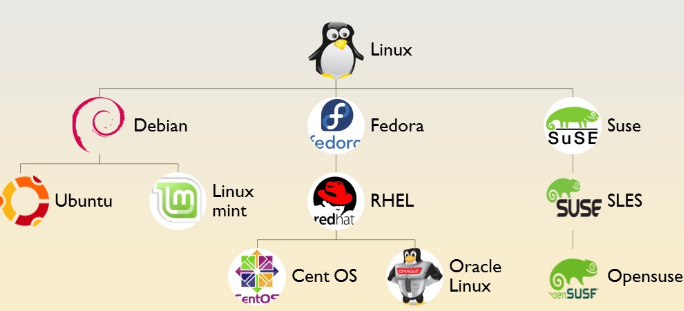 Linux
Debian
fedora
Fedora
SuSE
Suse
Ubuntu
Linux
mint
redhat
RHEL
SUSE
SLES
CentOS
Cent OS
ORACLE
Oracle
Linux
openSUSE
Opensuse